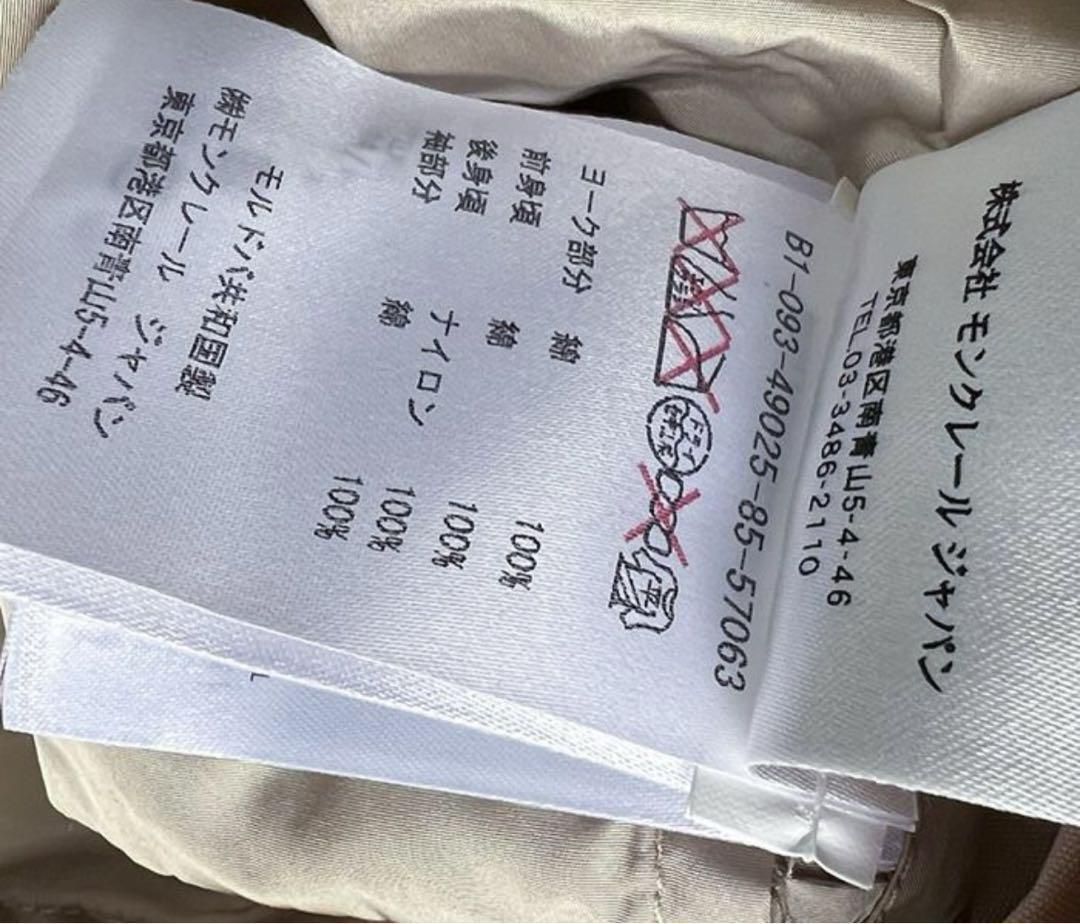 株式会社 モンクレール ジャパン
東京都港区南青山5-4-46
TEL.03-3486-2110
B1-093-49025-85-57063
ドライ
平
ヨーク部分 綿 100%
前身頃 綿 100%
後身頃 ナイロン 100%
袖部分 綿 100%
モルドバ共和国製
㈱モンクレール ジャパン
東京都港区南青山5-4-46